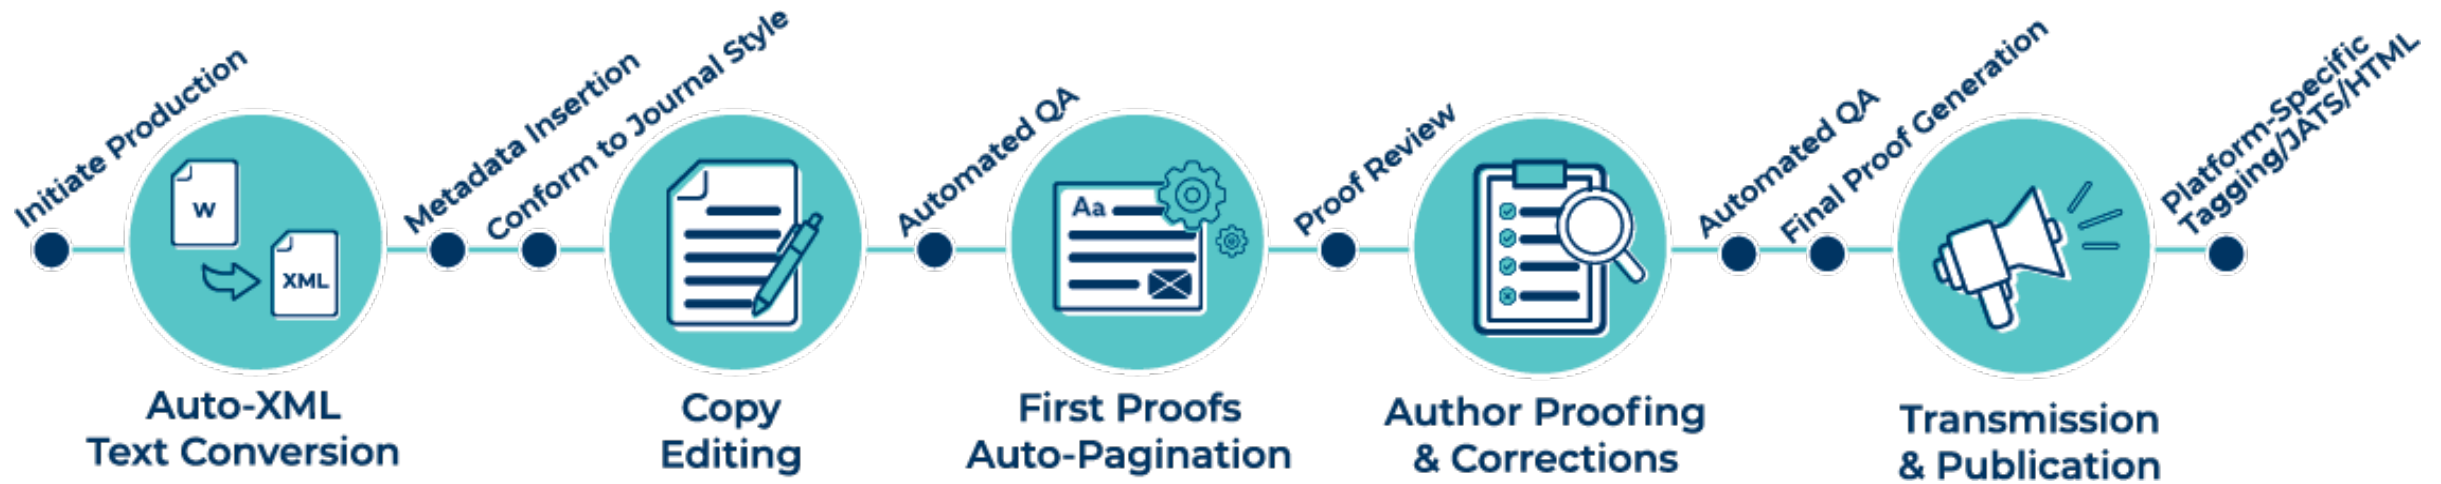 Initiate Production
W
XML
Auto-XML
Text Conversion
Metadata Insertion
Conform to Journal Style
Copy
Editing
Automated QA
Aa
First Proofs
Auto-Pagination
Proof Review
Author Proofing
& Corrections
Automated QA
Final Proof Generation
Transmission
& Publication
Platform-Specific
Tagging/JATS/HTML